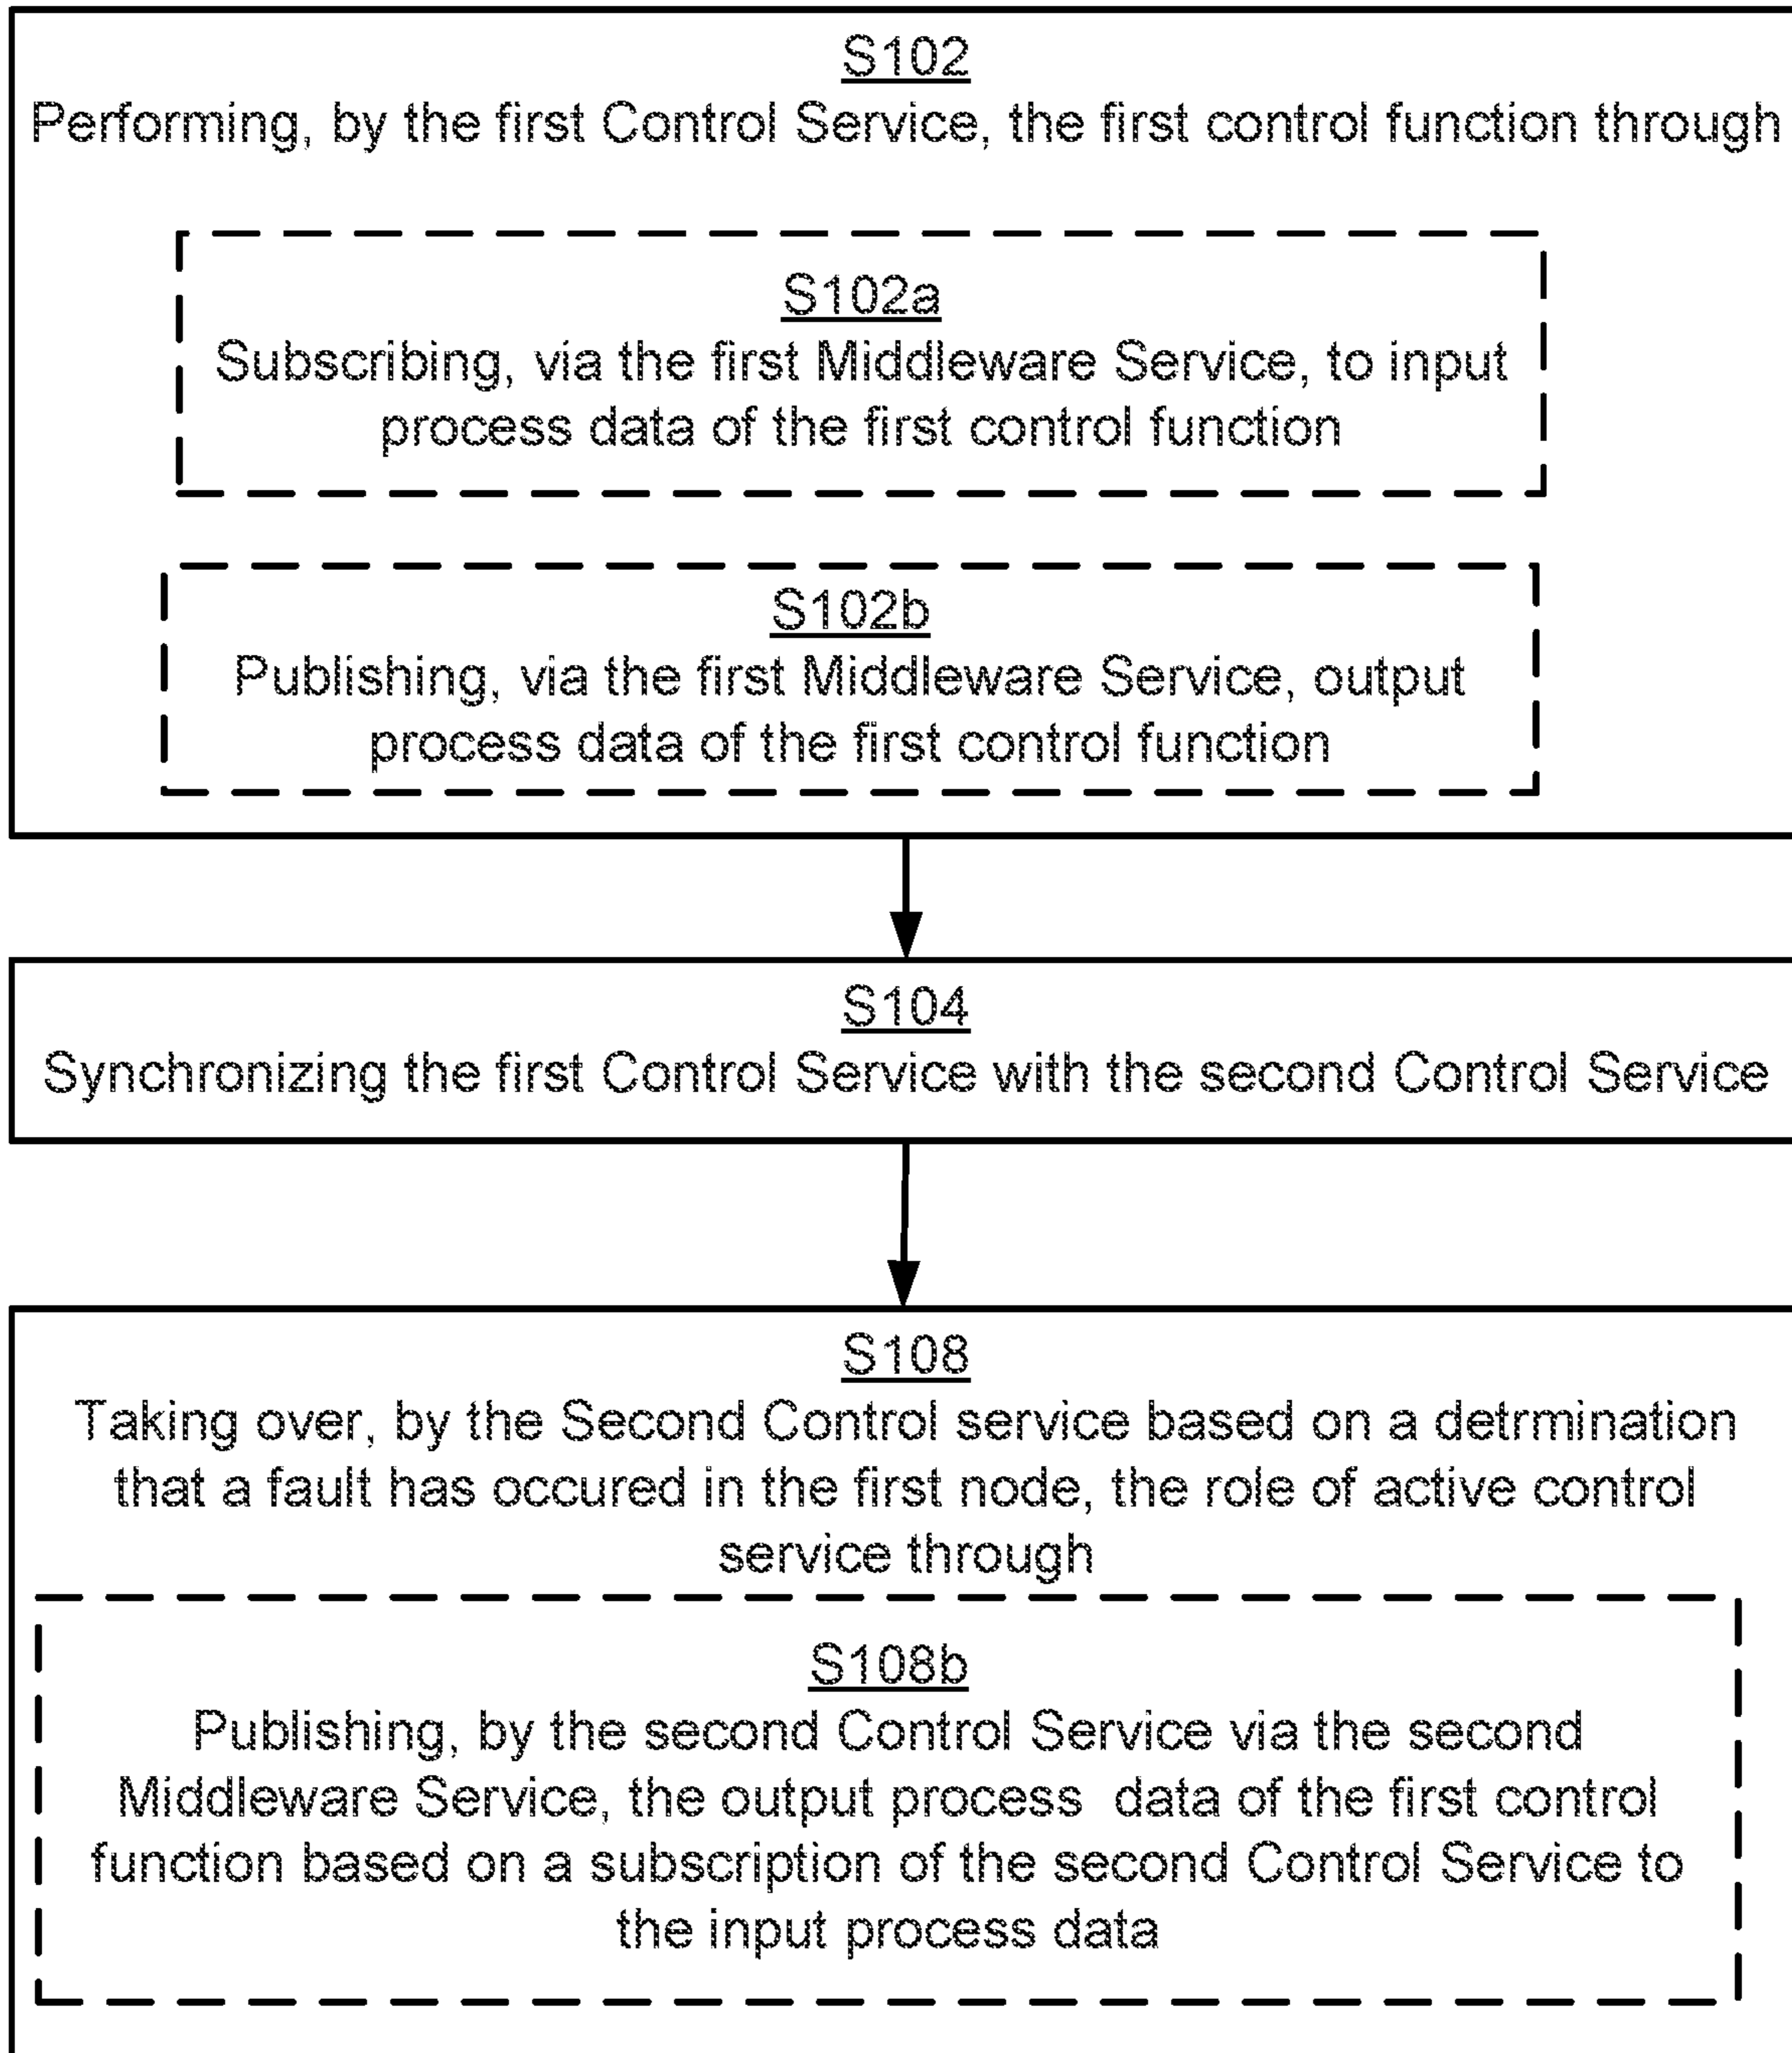 S102
Performing, by the first Control Service, the first control function through
S102a
Subscribing, via the first Middleware Service, to input
process data of the first control function
S102b
Publishing, via the first Middleware Service, output
process data of the first control function
S104
Synchronizing the first Control Service with the second Control Service
S108
Taking over, by the Second Control service based on a detrmination
that a fault has occured in the first node, the role of active control
service through
S108b
Publishing, by the second Control Service via the second
Middleware Service, the output process data of the first control
function based on a subscription of the second Control Service to
the input process data